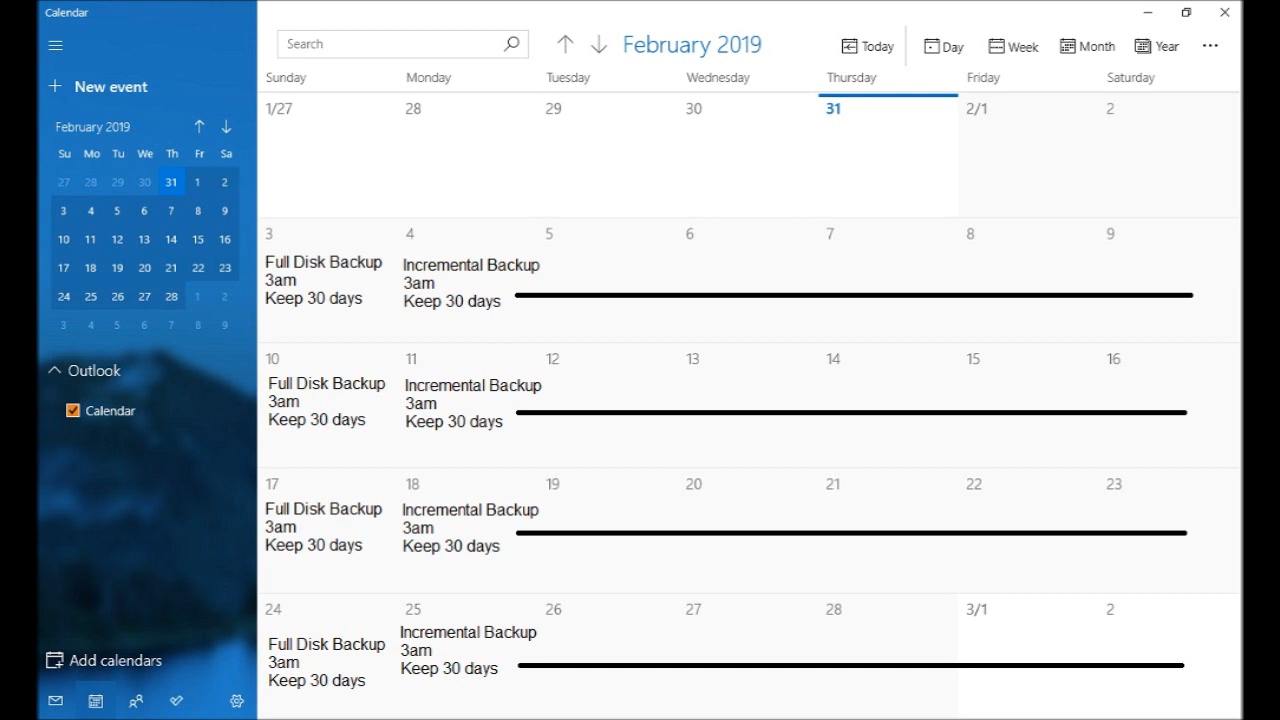 Calendar
New event
February 2019
Su Mo Tu We Th Fr Sa
27 28 29 30 31 1 2
3 4 5 6 7 8 9
10 11 12 13 14 15 16
17 18 19 20 21 22 23
24 25 26 27 28 1 2
3 4 5 6 7 8 9
Outlook
Calendar
Add calendars
Search
February 2019
Today
Day
Week
Month
Year
Sunday Monday Tuesday Wednesday Thursday Friday Saturday
1/27 28 29 30 31 2/1 2
3 4 5 6 7 8 9
Full Disk Backup
3am
Keep 30 days
Incremental Backup
3am
Keep 30 days
10 11 12 13 14 15 16
Full Disk Backup
3am
Keep 30 days
Incremental Backup
3am
Keep 30 days
17 18 19 20 21 22 23
Full Disk Backup
3am
Keep 30 days
Incremental Backup
3am
Keep 30 days
24 25 26 27 28 3/1 2
Full Disk Backup
3am
Keep 30 days
Incremental Backup
3am
Keep 30 days